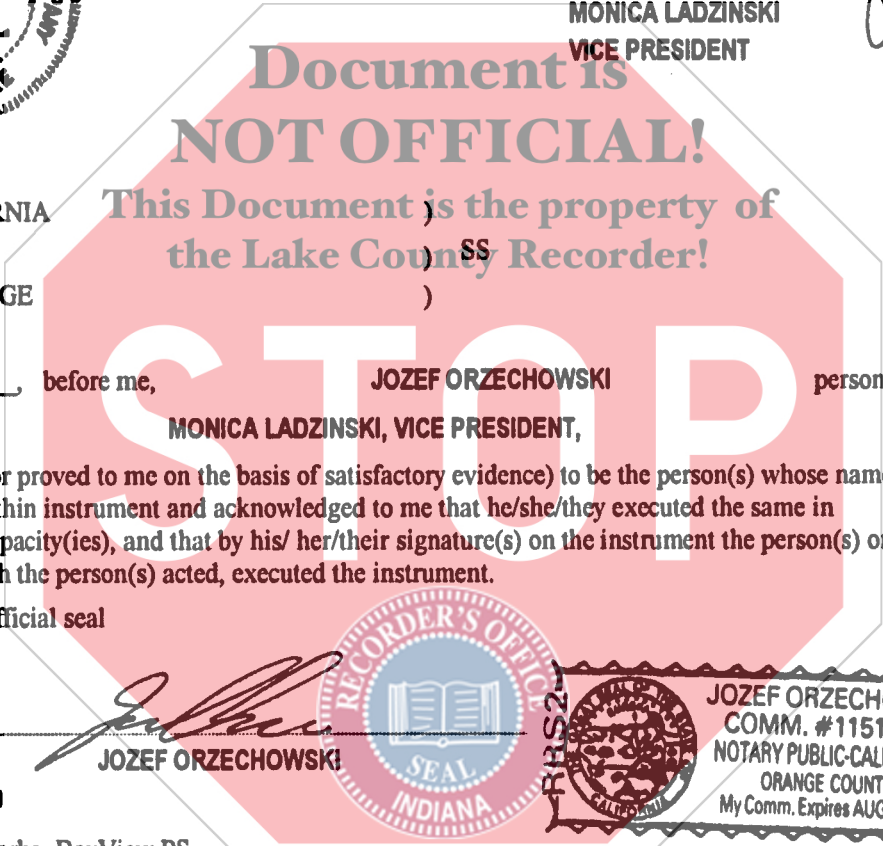 MONICA LADZINSKI
VICE PRESIDENT
Document is
NOT OFFICIAL!
This Document is the property of
the Lake County Recorder!
RNIA )
) SS
GE )
STOP
before me, JOZEF ORZECHOWSKI person
MONICA LADZINSKI, VICE PRESIDENT,
r proved to me on the basis of satisfactory evidence) to be the person(s) whose nam
hin instrument and acknowledged to me that he/she/they executed the same in
pacity(ies), and that by his/ her/their signature(s) on the instrument the person(s) or
h the person(s) acted, executed the instrument.
fficial seal
RECORDER'S OFFICE
SEAL
INDIANA
JOZEF ORZECHOWSKI
RRS2
JOZEF ORZECH
COMM. #1151
NOTARY PUBLIC-CALI
ORANGE COUNT
My Comm. Expires AUG
CALIFORNIA